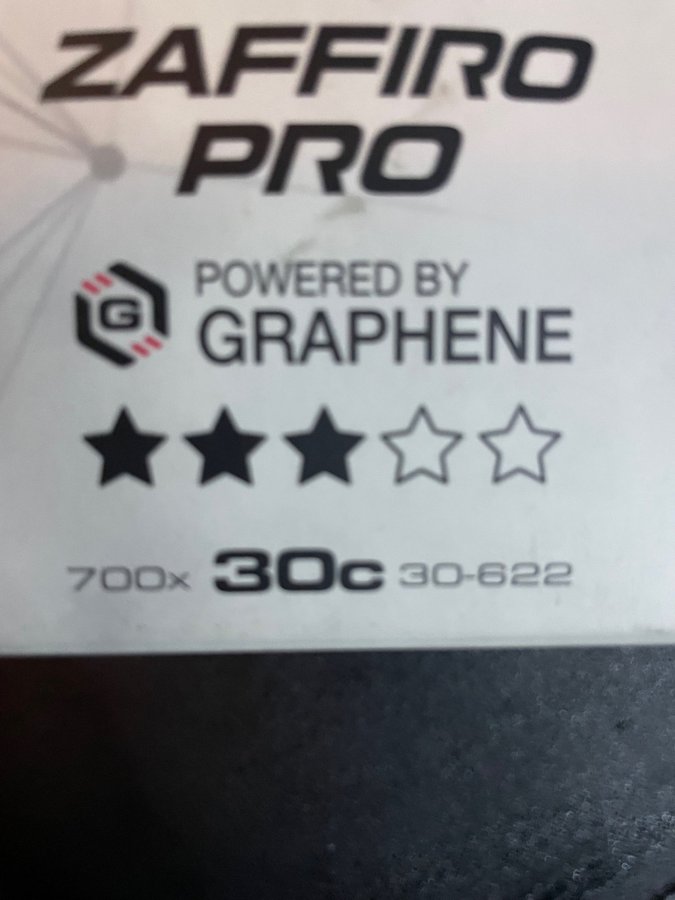 ZAFFIRO
PRO
G
POWERED BY
GRAPHENE
700x 30c 30-622